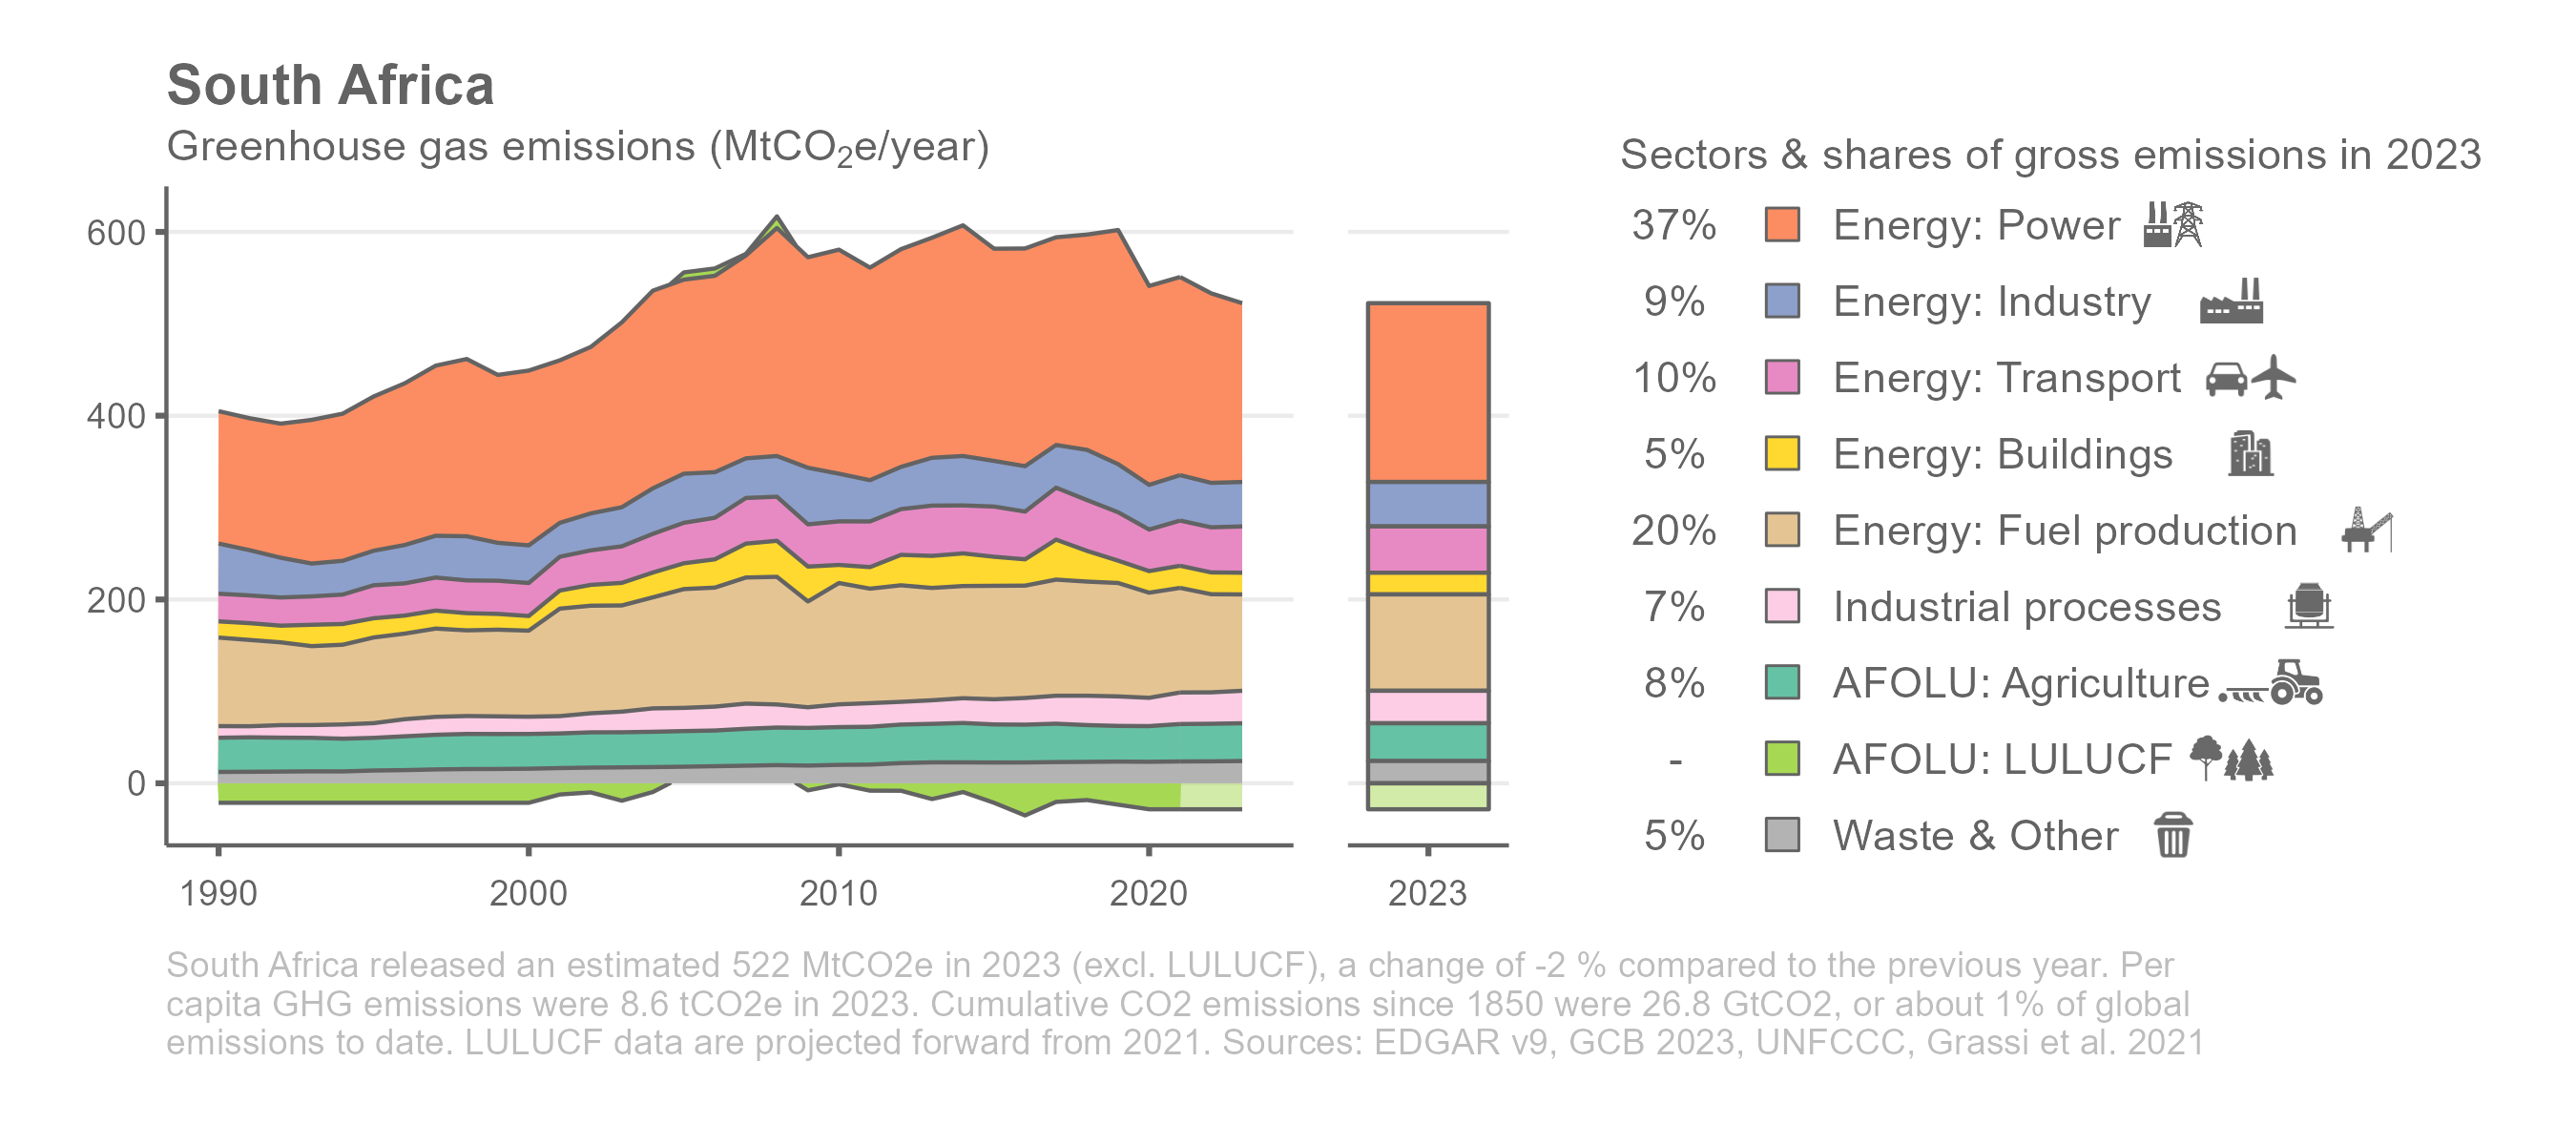 South Africa
Greenhouse gas emissions (MtCO₂e/year)
600
400
200
0
1990 2000 2010 2020 2023
Sectors & shares of gross emissions in 2023
37% Energy: Power
9% Energy: Industry
10% Energy: Transport
5% Energy: Buildings
20% Energy: Fuel production
7% Industrial processes
8% AFOLU: Agriculture
- AFOLU: LULUCF
5% Waste & Other
South Africa released an estimated 522 MtCO2e in 2023 (excl. LULUCF), a change of -2 % compared to the previous year. Per
capita GHG emissions were 8.6 tCO2e in 2023. Cumulative CO2 emissions since 1850 were 26.8 GtCO2, or about 1% of global
emissions to date. LULUCF data are projected forward from 2021. Sources: EDGAR v9, GCB 2023, UNFCCC, Grassi et al. 2021